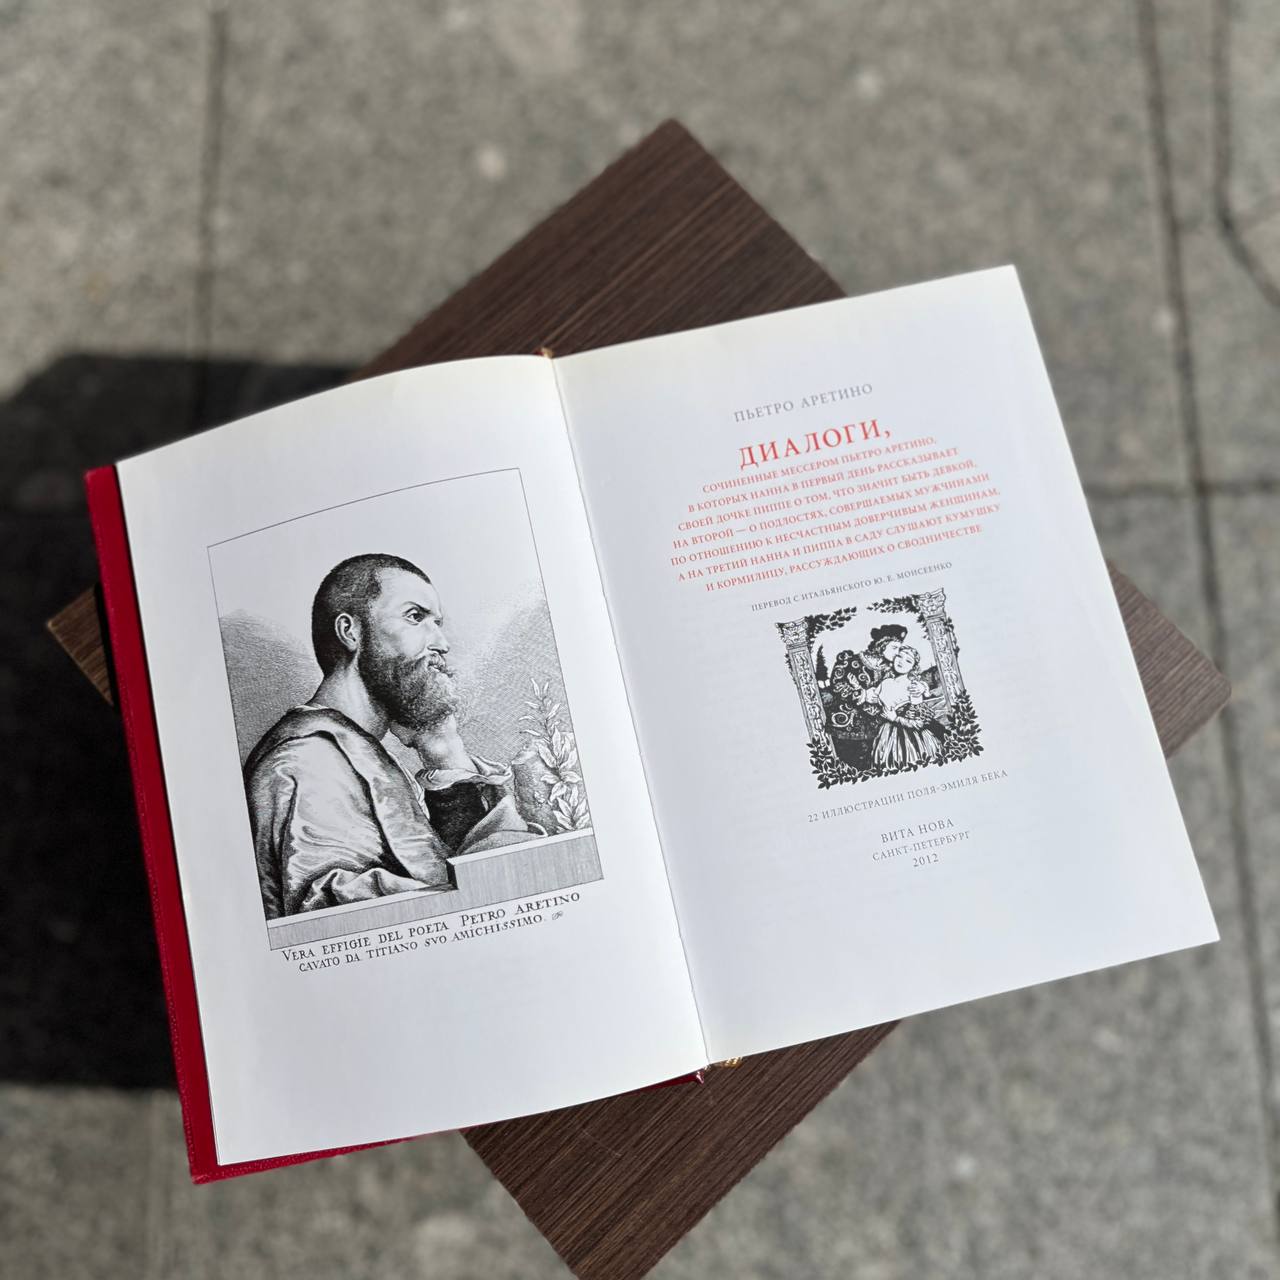 VERA EFFIGIE DEL POETA PETRO ARETINO
CAVATO DA TITIANO SVO AMICHISSIMO.
ПЬЕТРО АРЕТИНО
ДИАЛОГИ,
СОЧИНЕННЫЕ МЕССЕРОМ ПЬЕТРО АРЕТИНО,
В КОТОРЫХ НАННА В ПЕРВЫЙ ДЕНЬ РАССКАЗЫВАЕТ
СВОЕЙ ДОЧКЕ ПИППЕ О ТОМ, ЧТО ЗНАЧИТ БЫТЬ ДЕВКОЙ,
НА ВТОРОЙ — О ПОДЛОСТЯХ, СОВЕРШАЕМЫХ МУЖЧИНАМИ
ПО ОТНОШЕНИЮ К НЕСЧАСТНЫМ ДОВЕРЧИВЫМ ЖЕНЩИНАМ,
А НА ТРЕТИЙ НАННА И ПИППА В САДУ СЛУШАЮТ КУМУШКУ
И КОРМИЛИЦУ, РАССУЖДАЮЩИХ О СВОДНИЧЕСТВЕ
ПЕРЕВОД С ИТАЛЬЯНСКОГО Ю. Е. МОИСЕЕНКО
22 ИЛЛЮСТРАЦИИ ПОЛЯ-ЭМИЛЯ БЕКА
ВИТА НОВА
САНКТ-ПЕТЕРБУРГ
2012